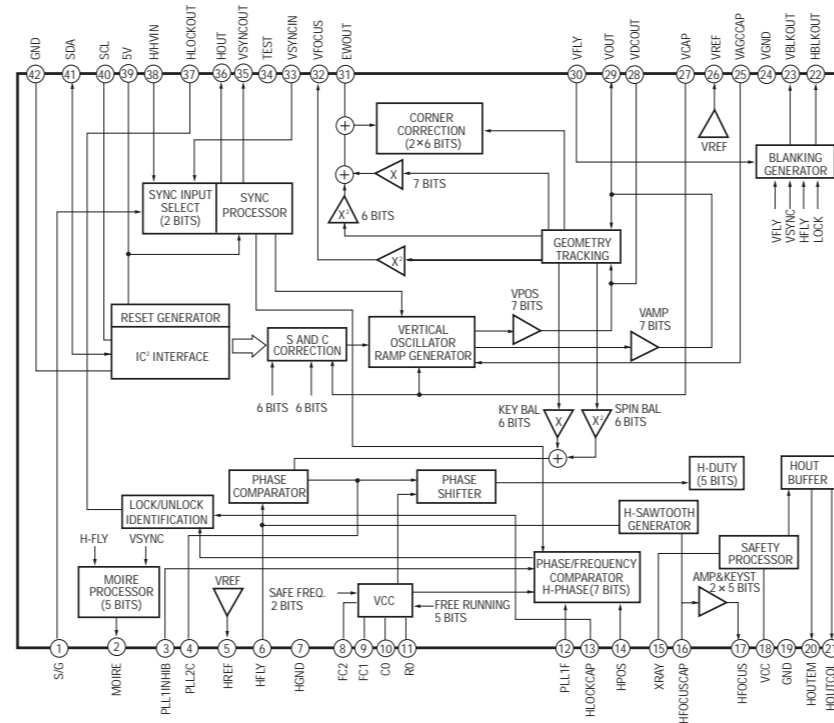 GND
SDA
SCL
5V
H/HVIN
HLOCKOUT
HOUT
VSYNCOUT
TEST
VSYNCIN
VFOCUS
EWOUT
VFLY
VOUT
VDCOUT
VCAP
VREF
VAGCCAP
VGND
VBLKOUT
HBLKOUT
42
41
40
39
38
37
36
35
34
33
32
31
30
29
28
27
26
25
24
23
22
+
CORNER
CORRECTION
(2×6 BITS)
VREF
BLANKING
GENERATOR
+
X
7 BITS
SYNC INPUT
SELECT
(2 BITS)
SYNC
PROCESSOR
X²
6 BITS
VFLY
VSYNC
HFLY
LOCK
GEOMETRY
TRACKING
X²
RESET GENERATOR
IC² INTERFACE
S AND C
CORRECTION
VERTICAL
OSCILLATOR
RAMP GENERATOR
VPOS
7 BITS
VAMP
7 BITS
6 BITS
6 BITS
KEY BAL
6 BITS
X
X²
SPIN BAL
6 BITS
+
PHASE
COMPARATOR
PHASE
SHIFTER
H-DUTY
(5 BITS)
HOUT
BUFFER
LOCK/UNLOCK
IDENTIFICATION
H-SAWTOOTH
GENERATOR
H-FLY
VSYNC
SAFETY
PROCESSOR
MOIRE
PROCESSOR
(5 BITS)
VREF
SAFE FREQ.
2 BITS
VCC
FREE RUNNING
5 BITS
PHASE/FREQUENCY
COMPARATOR
H-PHASE(7 BITS)
AMP&KEYST
2 × 5 BITS
1
2
3
4
5
6
7
8
9
10
11
12
13
14
15
16
17
18
19
20
21
S/G
MOIRE
PLL1INHIB
PLL2C
HREF
HFLY
HGND
FC2
FC1
C0
R0
PLL1F
HLOCKCAP
HPOS
XRAY
HFOCUSCAP
HFOCUS
VCC
GND
HOUTEM
HOUTCOL